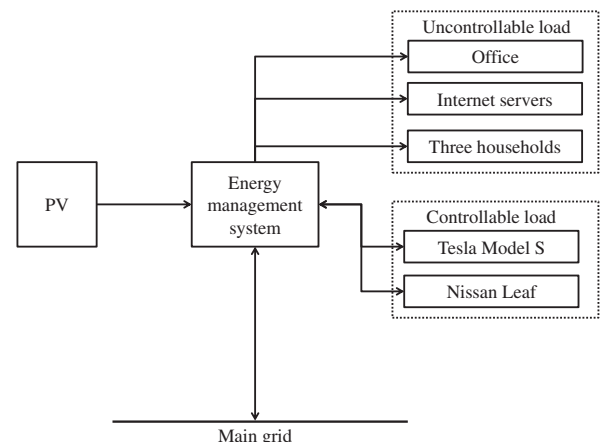 Uncontrollable load
Office
Internet servers
Three households
PV
Energy
management
system
Controllable load
Tesla Model S
Nissan Leaf
Main grid